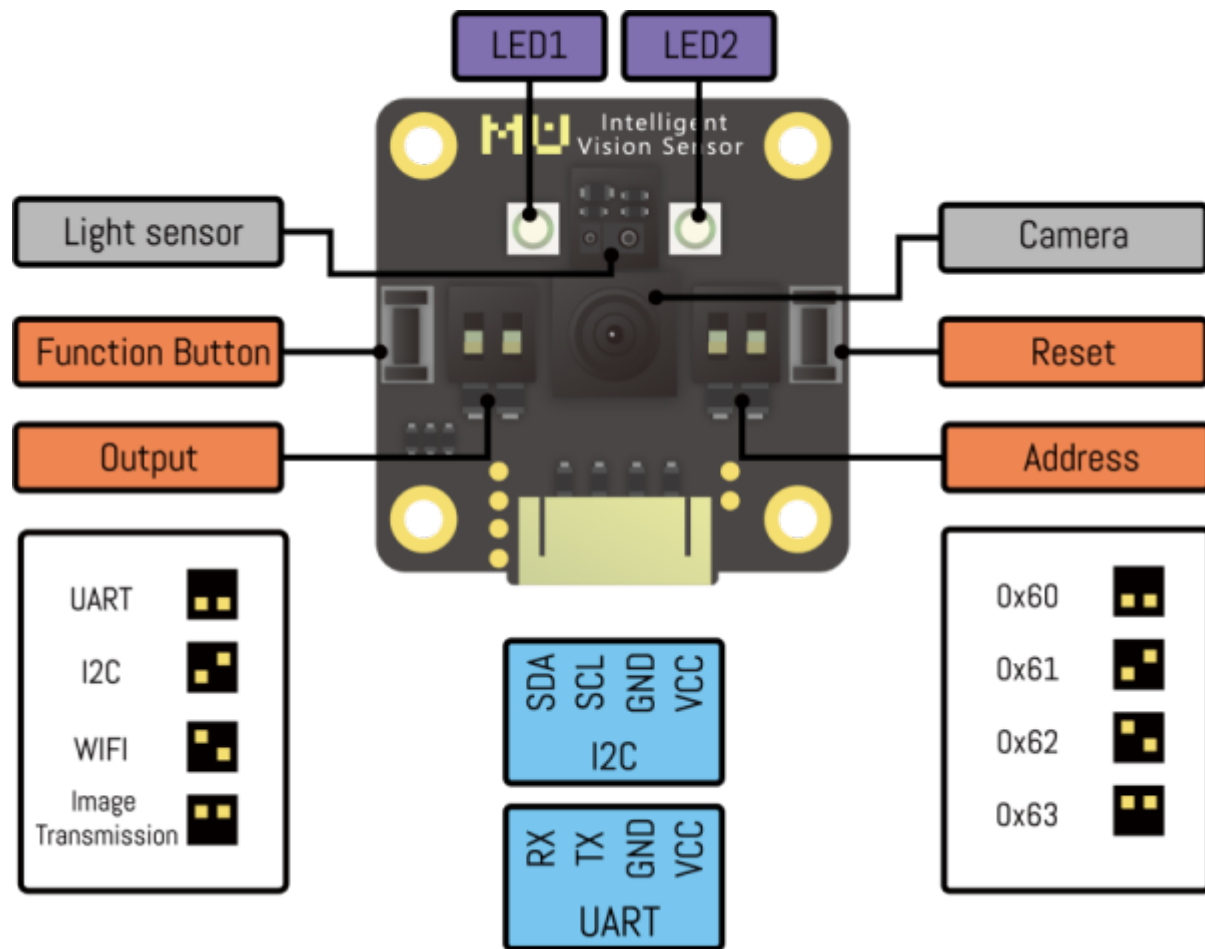 LED1
LED2
MU
Intelligent
Vision Sensor
Light sensor
Camera
Function Button
Reset
Output
Address
UART
I2C
WIFI
Image
Transmission
SDA
SCL
GND
VCC
I2C
RX
TX
GND
VCC
UART
0x60
0x61
0x62
0x63